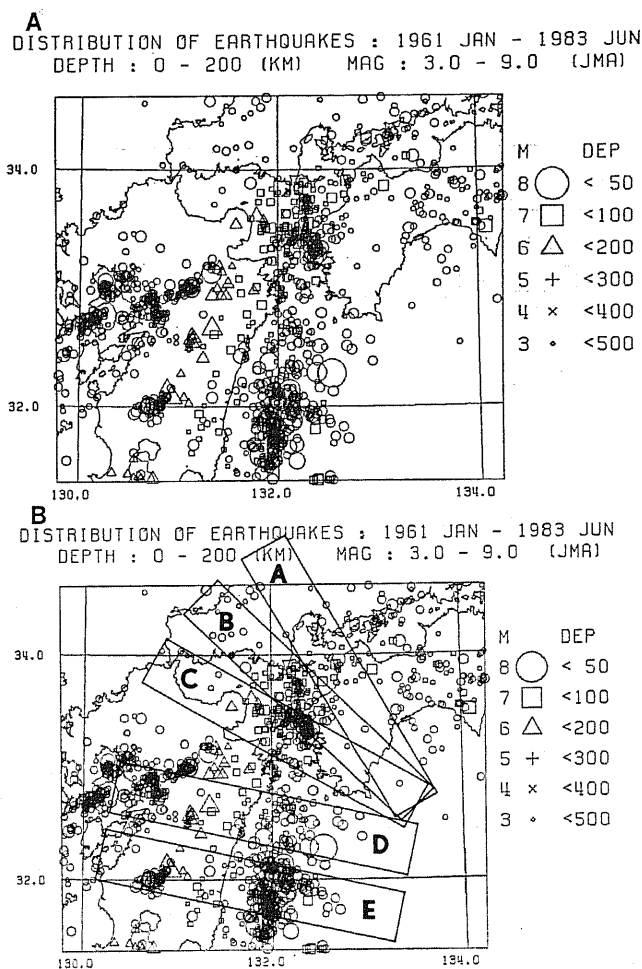 A
DISTRIBUTION OF EARTHQUAKES : 1961 JAN - 1983 JUN
DEPTH : 0 - 200 (KM) MAG : 3.0 - 9.0 (JMA)
M DEP
34.0
8 < 50
7 <100
6 <200
5 + <300
4 × <400
3 <500
32.0
130.0 132.0 134.0
B
DISTRIBUTION OF EARTHQUAKES : 1961 JAN - 1983 JUN
DEPTH : 0 - 200 (KM) MAG : 3.0 - 9.0 (JMA)
A
B
M DEP
34.0
8 < 50
C
7 <100
6 <200
5 + <300
4 × <400
3 <500
D
32.0
E
130.0 132.0 134.0